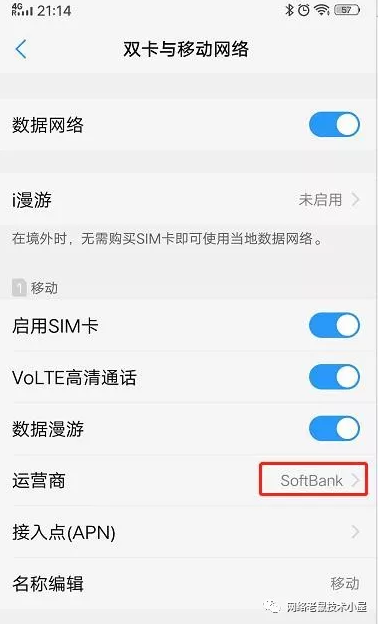 4G
R 21:14 57
双卡与移动网络
数据网络
i漫游 未启用
在境外时，无需购买SIM卡即可使用当地数据网络。
1 移动
启用SIM卡
VoLTE高清通话
数据漫游
运营商 SoftBank
接入点(APN)
名称编辑 移动
网络老鼠技术小屋